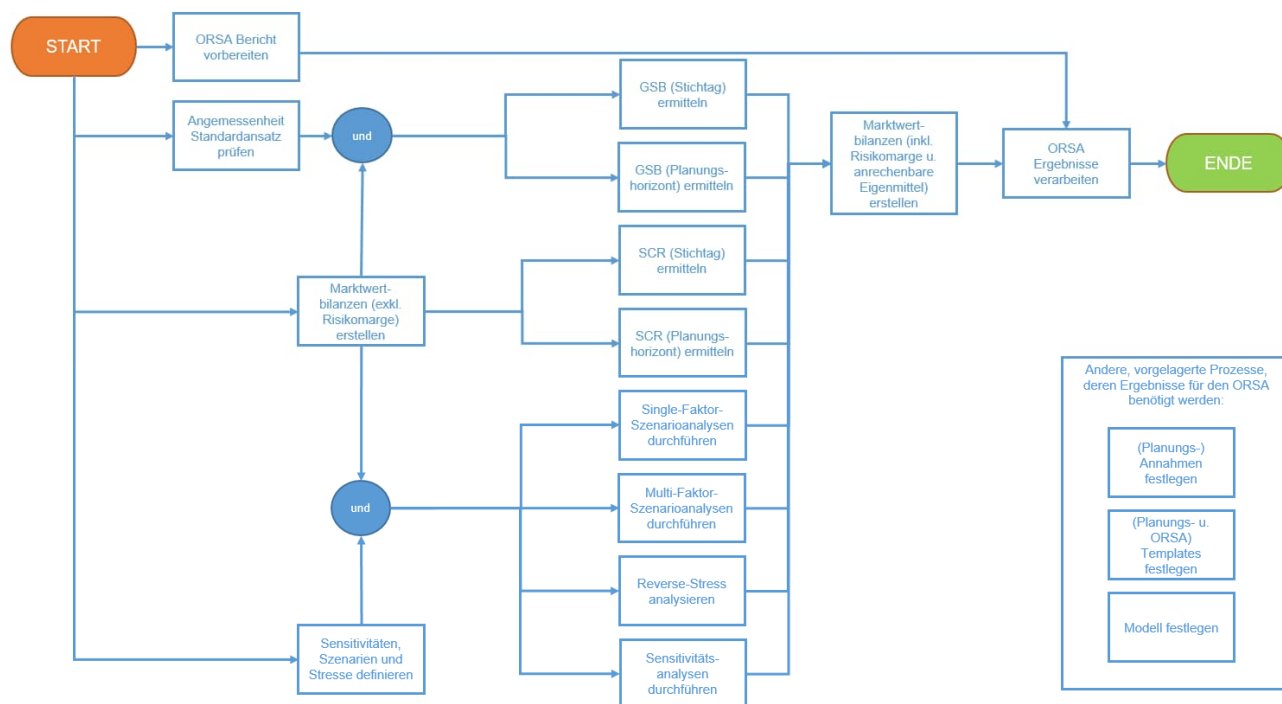 START
ORSA Bericht
vorbereiten
Angemessenheit
Standardansatz
prüfen
und
GSB (Stichtag)
ermitteln
GSB (Planungs-
horizont) ermitteln
Marktwert-
bilanzen (inkl.
Risikomarge u.
anrechenbare
Eigenmittel)
erstellen
ORSA
Ergebnisse
verarbeiten
ENDE
Marktwert-
bilanzen (exkl.
Risikomarge)
erstellen
SCR (Stichtag)
ermitteln
SCR (Planungs-
horizont) ermitteln
und
Single-Faktor-
Szenarioanalysen
durchführen
Multi-Faktor-
Szenarioanalysen
durchführen
Reverse-Stress
analysieren
Sensitivitäts-
analysen
durchführen
Sensitivitäten,
Szenarien und
Stresse definieren
Andere, vorgelagerte Prozesse,
deren Ergebnisse für den ORSA
benötigt werden:
(Planungs-)
Annahmen
festlegen
(Planungs- u.
ORSA)
Templates
festlegen
Modell festlegen